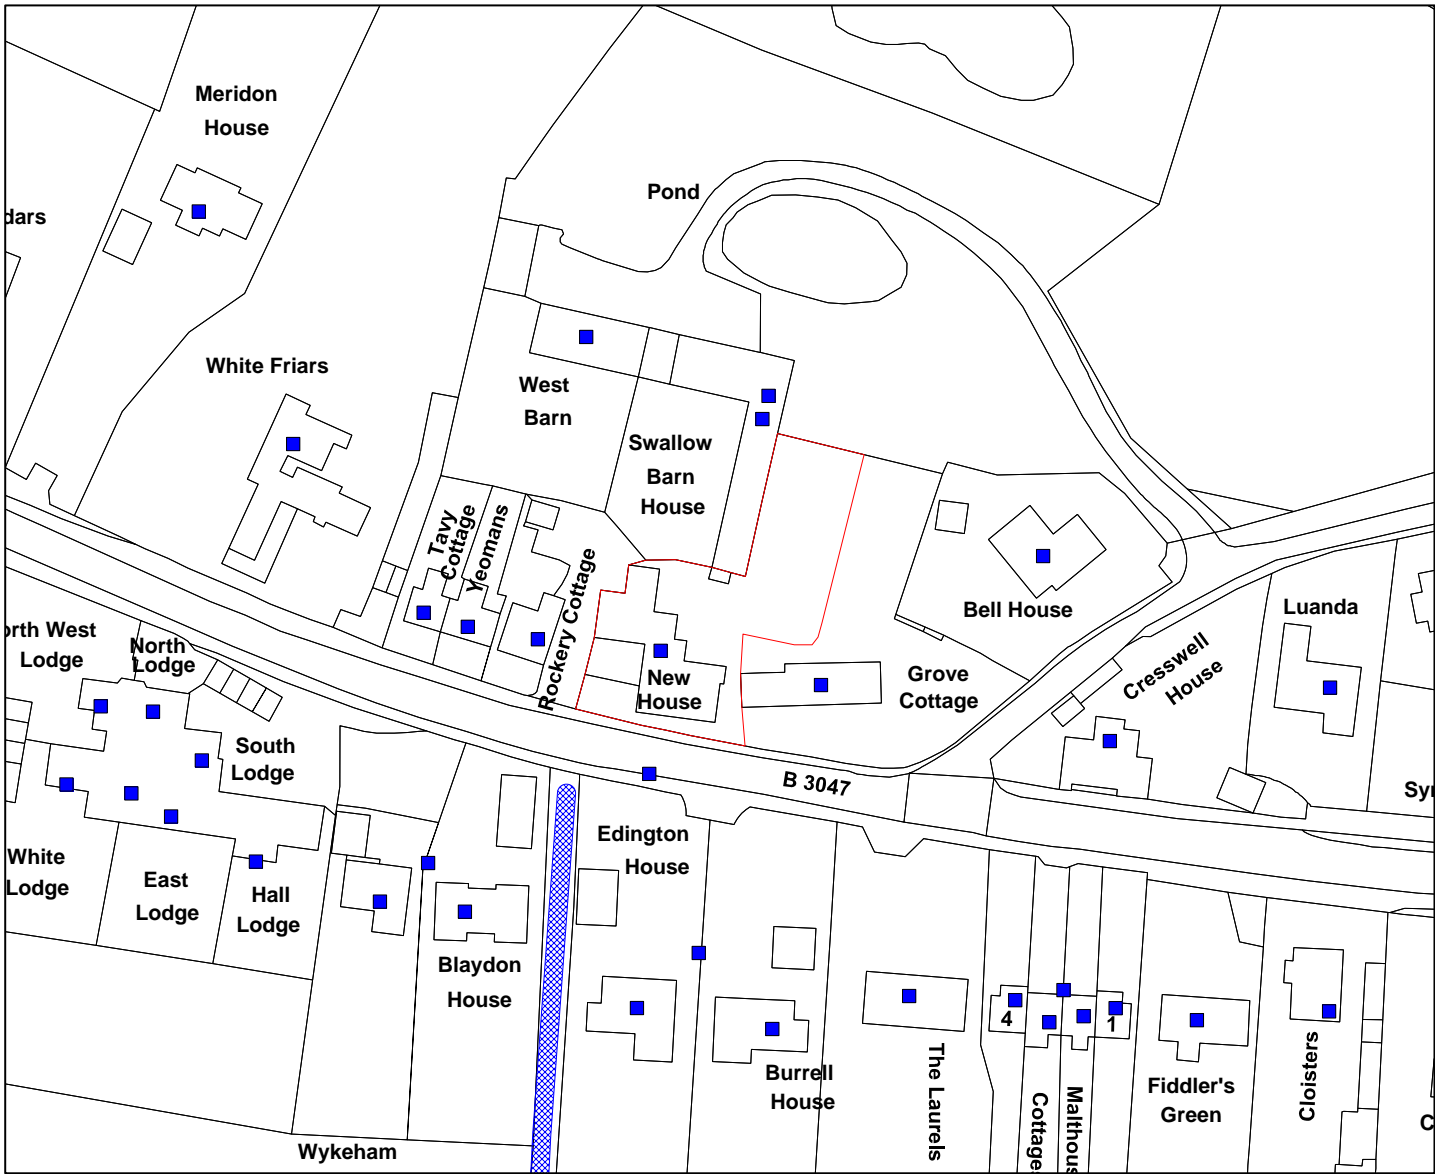 Meridon
House
dars
Pond
White Friars
West
Barn
Swallow
Barn
House
Tavy
Cottage
Yeomans
Rockery Cottage
New
House
Bell House
Grove
Cottage
Cresswell
House
Luanda
orth West
Lodge
North
Lodge
South
Lodge
B 3047
White
Lodge
East
Lodge
Hall
Lodge
Edington
House
Blaydon
House
Burrell
House
The Laurels
4
1
Cottage
Malthous
Fiddler's
Green
Cloisters
Syr
C
Wykeham